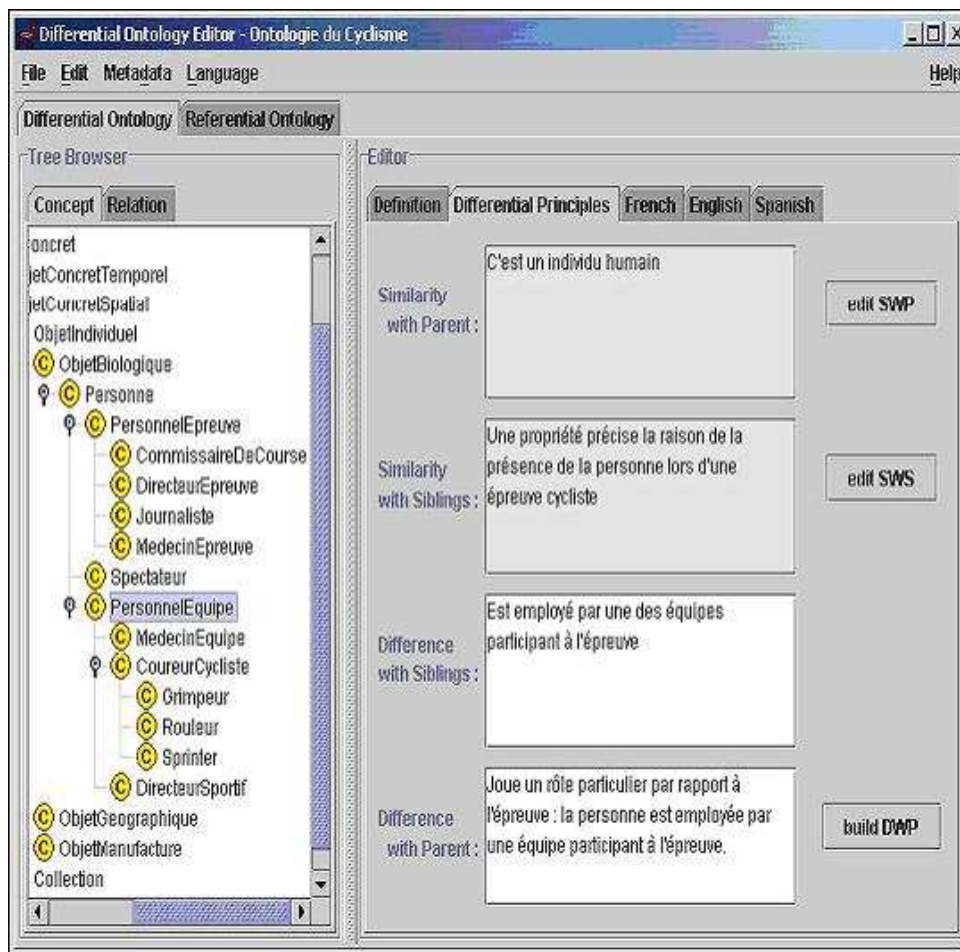 Differential Ontology Editor - Ontologie du Cyclisme
File Edit Metadata Language Help
Differential Ontology Referential Ontology
Tree Browser
Concept Relation
oncret
jetConcretTemporel
jetConcretSpatial
ObjetIndividuel
C ObjetBiologique
C Personne
C PersonnelEpreuve
C CommissaireDeCourse
C DirecteurEpreuve
C Journaliste
C MedecinEpreuve
C Spectateur
C PersonnelEquipe
C MedecinEquipe
C CoureurCycliste
C Grimpeur
C Rouleur
C Sprinter
C DirecteurSportif
C ObjetGeographique
C ObjetManufacture
Collection
Editor
Definition Differential Principles French English Spanish
Similarity
with Parent :
C'est un individu humain
edit SWP
Similarity
with Siblings :
Une propriété précise la raison de la
présence de la personne lors d'une
épreuve cycliste
edit SWS
Difference
with Siblings :
Est employé par une des équipes
participant à l'épreuve
Difference
with Parent :
Joue un rôle particulier par rapport à
l'épreuve : la personne est employée par
une équipe participant à l'épreuve.
build DWP